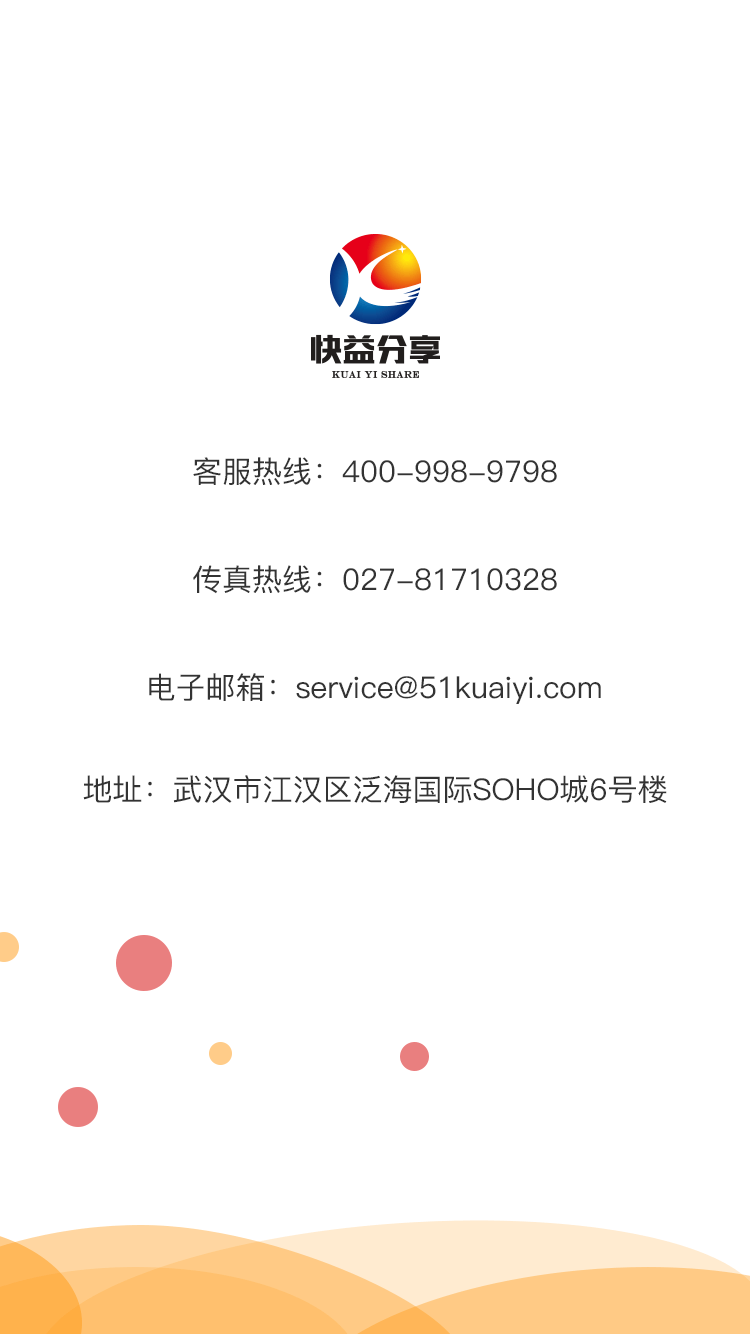 快益分享
KUAI YI SHARE
客服热线：400-998-9798
传真热线：027-81710328
电子邮箱：service@51kuaiyi.com
地址：武汉市江汉区泛海国际SOHO城6号楼